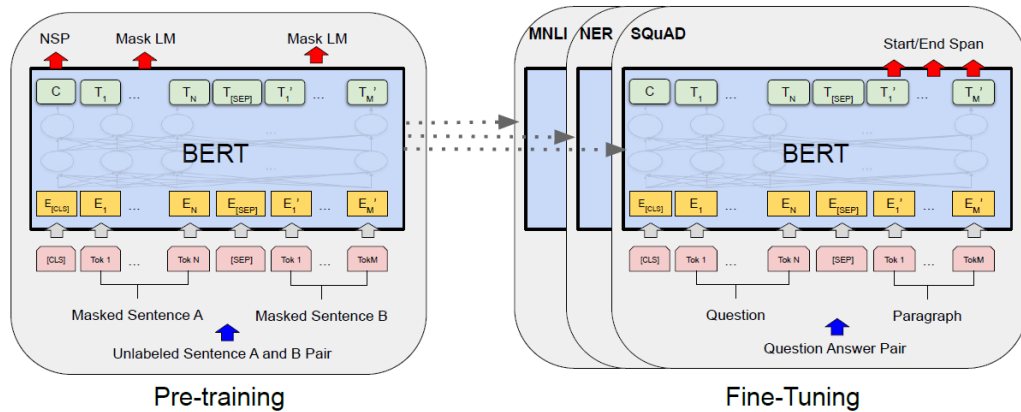 NSP Mask LM Mask LM
C T1 ... TN T[SEP] T1' ... TM'
...
...
BERT
E[CLS] E1 ... EN E[SEP] E1' ... EM'
[CLS] Tok 1 ... Tok N [SEP] Tok 1 ... TokM
Masked Sentence A Masked Sentence B
Unlabeled Sentence A and B Pair
Pre-training
MNLI NER SQuAD
Start/End Span
C T1 ... TN T[SEP] T1' ... TM'
...
...
BERT
E[CLS] E1 ... EN E[SEP] E1' ... EM'
[CLS] Tok 1 ... Tok N [SEP] Tok 1 ... TokM
Question Paragraph
Question Answer Pair
Fine-Tuning